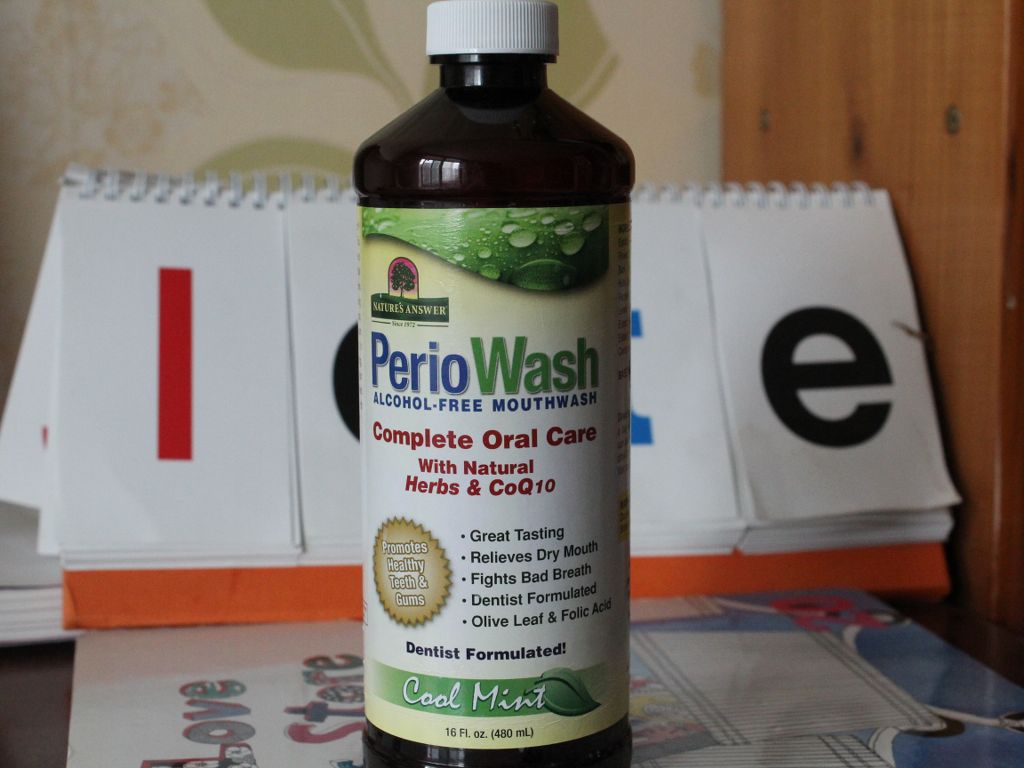 NATURE'S ANSWER
Since 1972
PerioWash
ALCOHOL-FREE MOUTHWASH
Complete Oral Care
With Natural
Herbs & CoQ10
Promotes
Healthy
Teeth &
Gums
• Great Tasting
• Relieves Dry Mouth
• Fights Bad Breath
• Dentist Formulated
• Olive Leaf & Folic Acid
Dentist Formulated!
Cool Mint
16 Fl. oz. (480 mL)
l
e
Love
Store